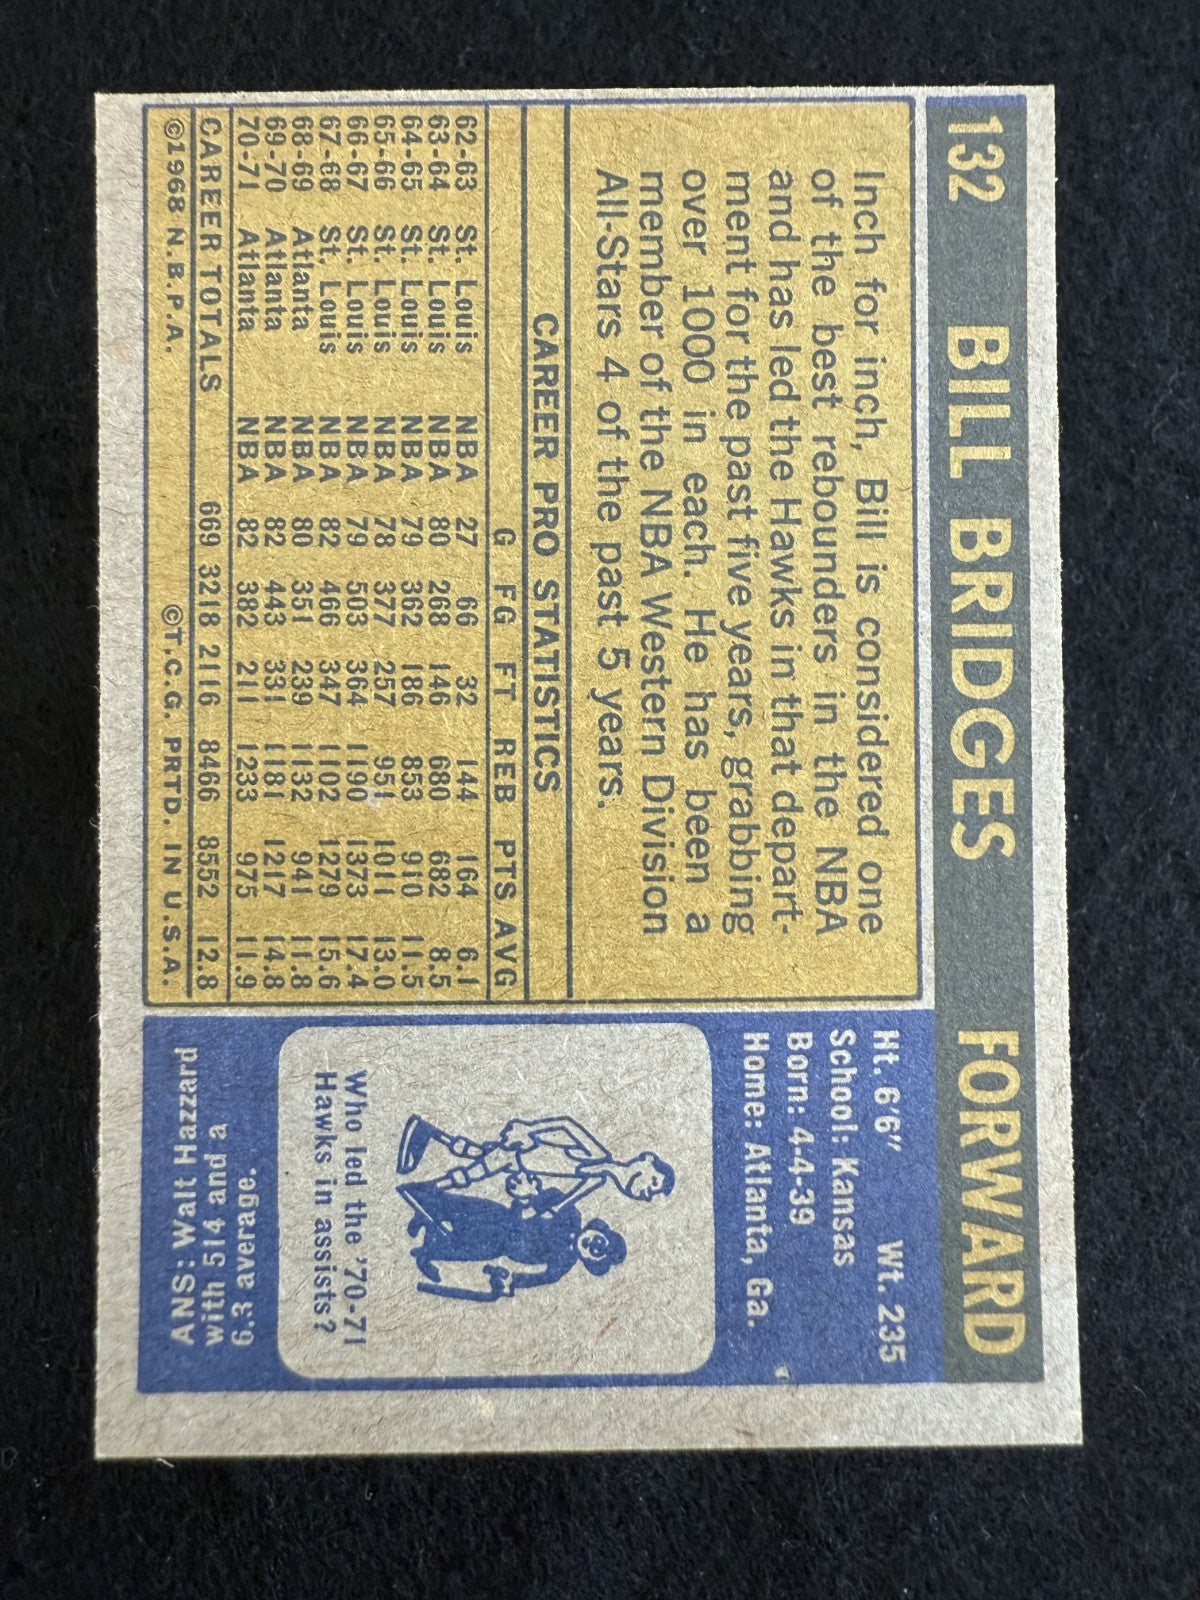 132 BILL BRIDGES FORWARD
Inch for inch, Bill is considered one
of the best rebounders in the NBA
and has led the Hawks in that depart-
ment for the past five years, grabbing
over 1000 in each. He has been a
member of the NBA Western Division
All-Stars 4 of the past 5 years.
CAREER PRO STATISTICS
G FG FT REB PTS AVG
62-63 St. Louis NBA 27 66 32 144 164 6.1
63-64 St. Louis NBA 80 268 146 680 682 8.5
64-65 St. Louis NBA 79 362 186 853 910 11.5
65-66 St. Louis NBA 78 377 257 951 1011 13.0
66-67 St. Louis NBA 79 503 364 1190 1373 17.4
67-68 St. Louis NBA 82 466 347 1102 1279 15.6
68-69 Atlanta NBA 80 351 239 1132 941 11.8
69-70 Atlanta NBA 82 443 331 1181 1217 14.8
70-71 Atlanta NBA 82 382 211 1233 975 11.9
CAREER TOTALS 669 3218 2116 8466 8552 12.8
©1968 N.B.P.A. ©T.C.G. PRTD. IN U.S.A.
Ht. 6'6" Wt. 235
School: Kansas
Born: 4-4-39
Home: Atlanta, Ga.
Who led the '70-71
Hawks in assists?
ANS: Walt Hazzard
with 514 and a
6.3 average.